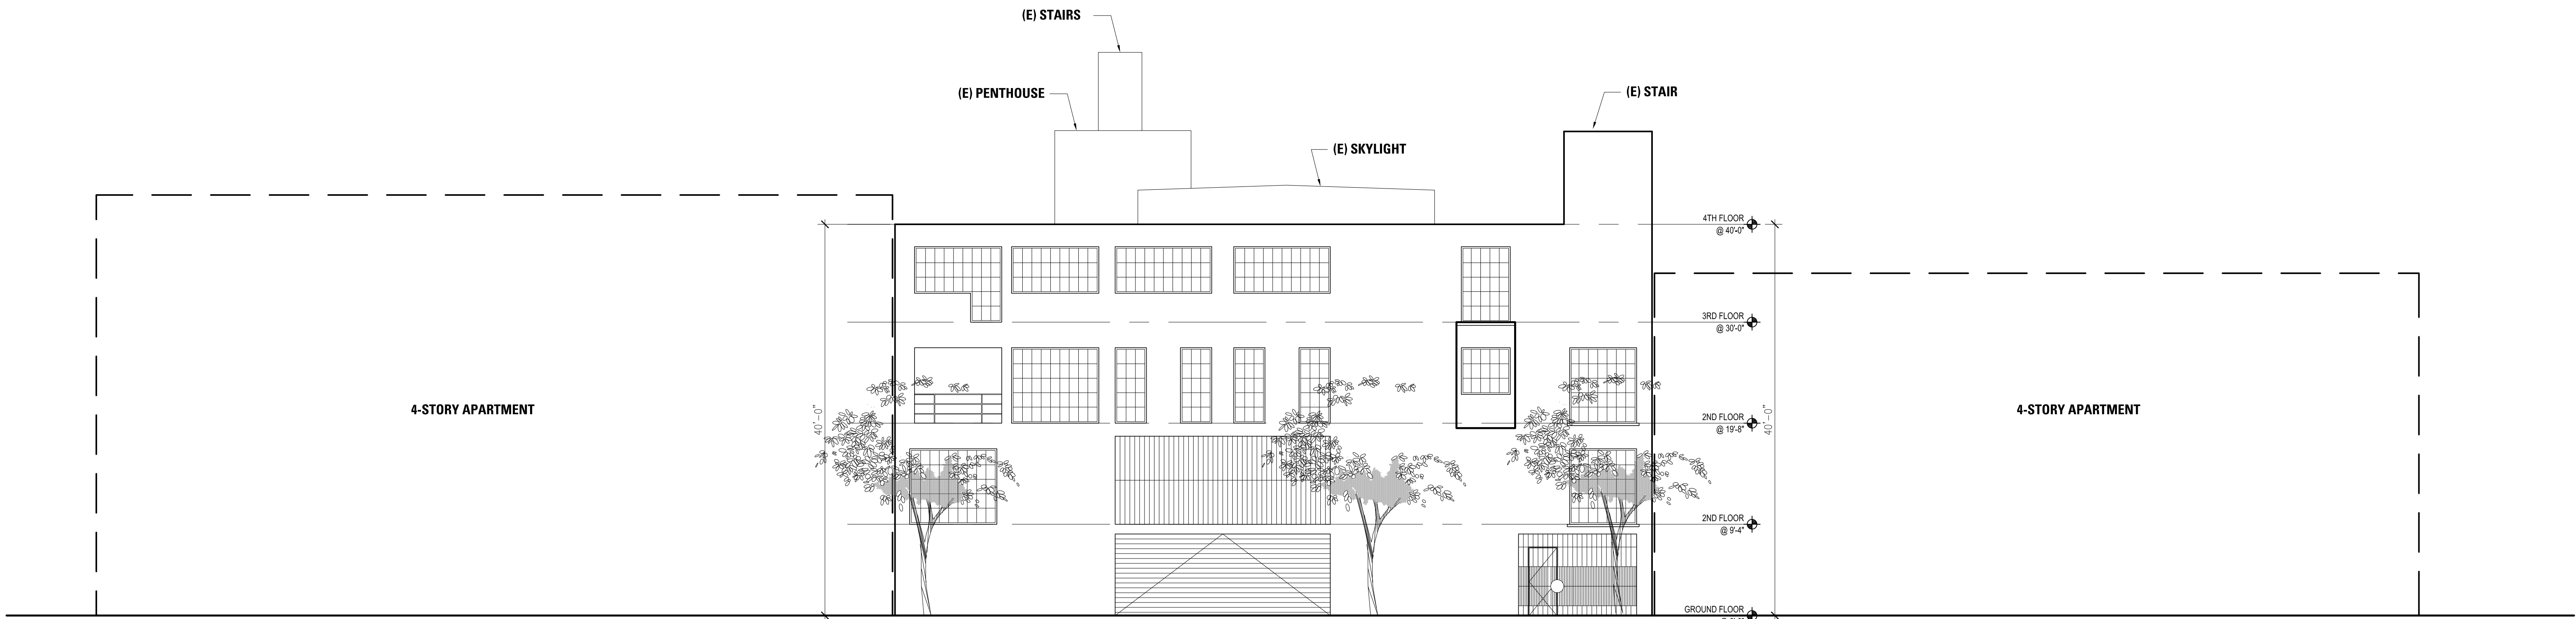 (E) STAIRS
(E) PENTHOUSE
(E) STAIR
(E) SKYLIGHT
4TH FLOOR
@ 40'-0"
3RD FLOOR
@ 30'-0"
4-STORY APARTMENT
4-STORY APARTMENT
40'-0"
40'-0"
2ND FLOOR
@ 19'-8"
2ND FLOOR
@ 9'-4"
GROUND FLOOR